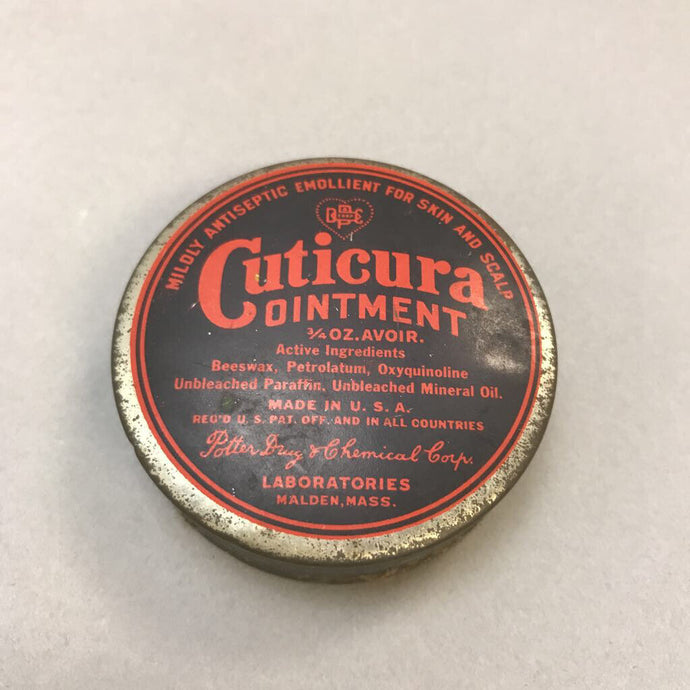 MILDLY ANTISEPTIC EMOLLIENT FOR SKIN AND SCALP
Cuticura
OINTMENT
¾ OZ. AVOIR.
Active Ingredients
Beeswax, Petrolatum, Oxyquinoline
Unbleached Paraffin, Unbleached Mineral Oil.
MADE IN U. S. A.
REG'D U. S. PAT. OFF. AND IN ALL COUNTRIES
Potter Drug & Chemical Corp.
LABORATORIES
MALDEN, MASS.